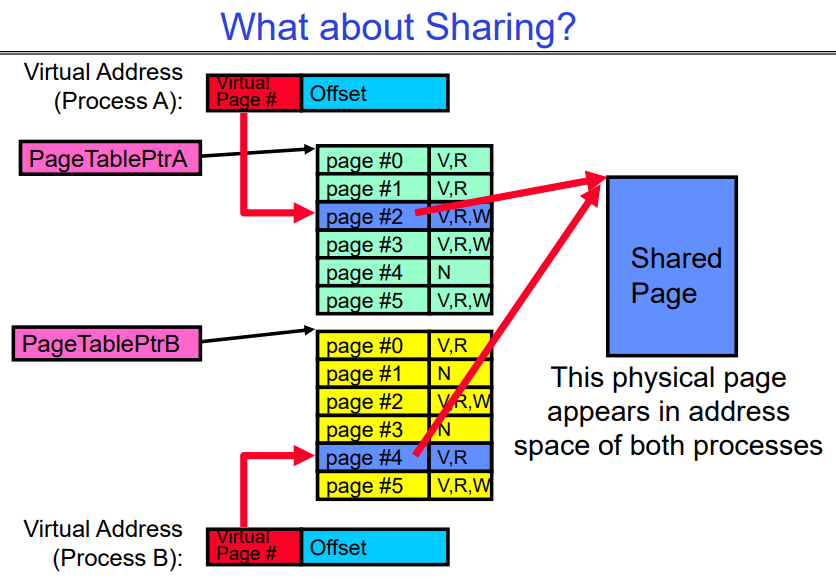 What about Sharing?
Virtual Address
(Process A):
Virtual
Page #
Offset
PageTablePtrA
page #0 V,R
page #1 V,R
page #2 V,R,W
page #3 V,R,W
page #4 N
page #5 V,R,W
Shared
Page
PageTablePtrB
page #0 V,R
page #1 N
page #2 V,R,W
page #3 N
page #4 V,R
page #5 V,R,W
This physical page
appears in address
space of both processes
Virtual Address
(Process B):
Virtual
Page #
Offset